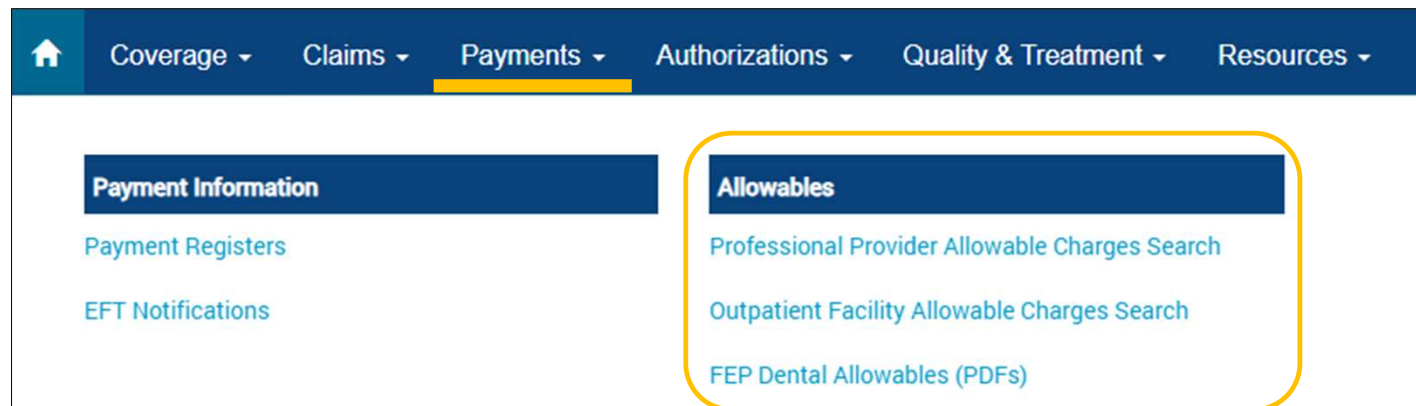 Coverage Claims Payments Authorizations Quality & Treatment Resources
Payment Information
Payment Registers
EFT Notifications
Allowables
Professional Provider Allowable Charges Search
Outpatient Facility Allowable Charges Search
FEP Dental Allowables (PDFs)